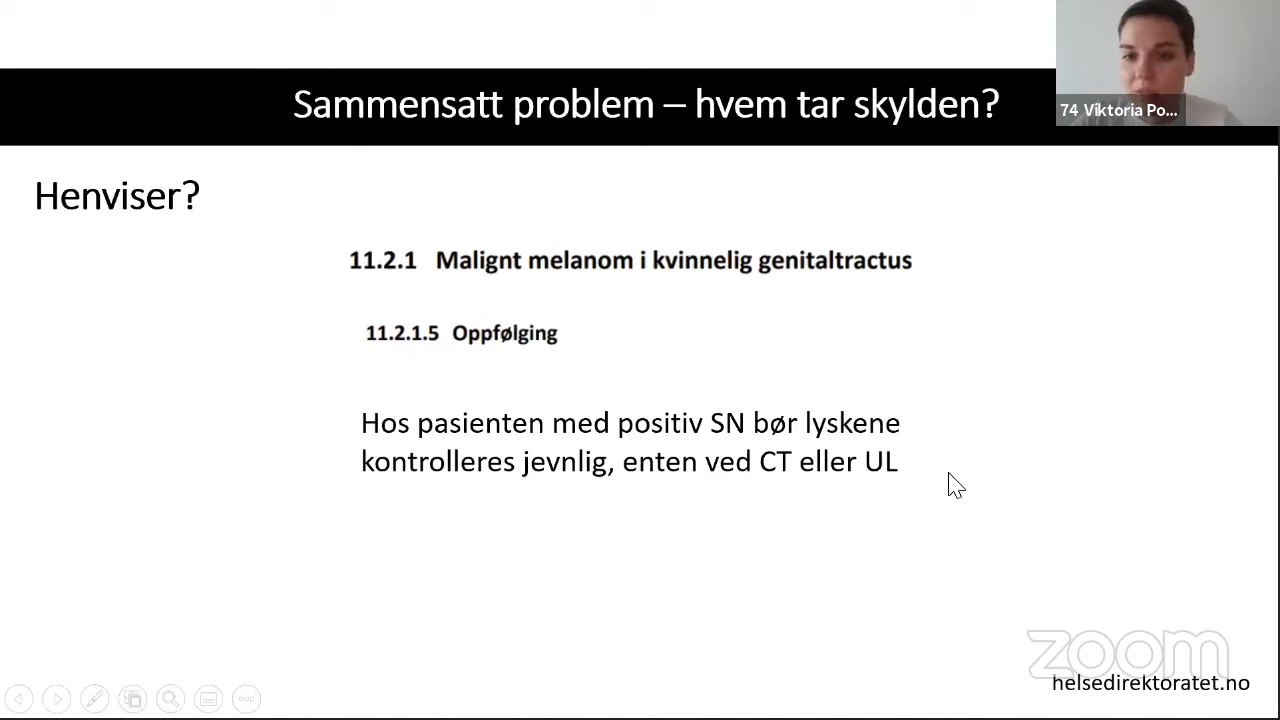 Sammensatt problem – hvem tar skylden?
74 Viktoria Po...
Henviser?
11.2.1 Malignt melanom i kvinnelig genitaltractus
11.2.1.5 Oppfølging
Hos pasienten med positiv SN bør lyskene
kontrolleres jevnlig, enten ved CT eller UL
zoom
helsedirektoratet.no